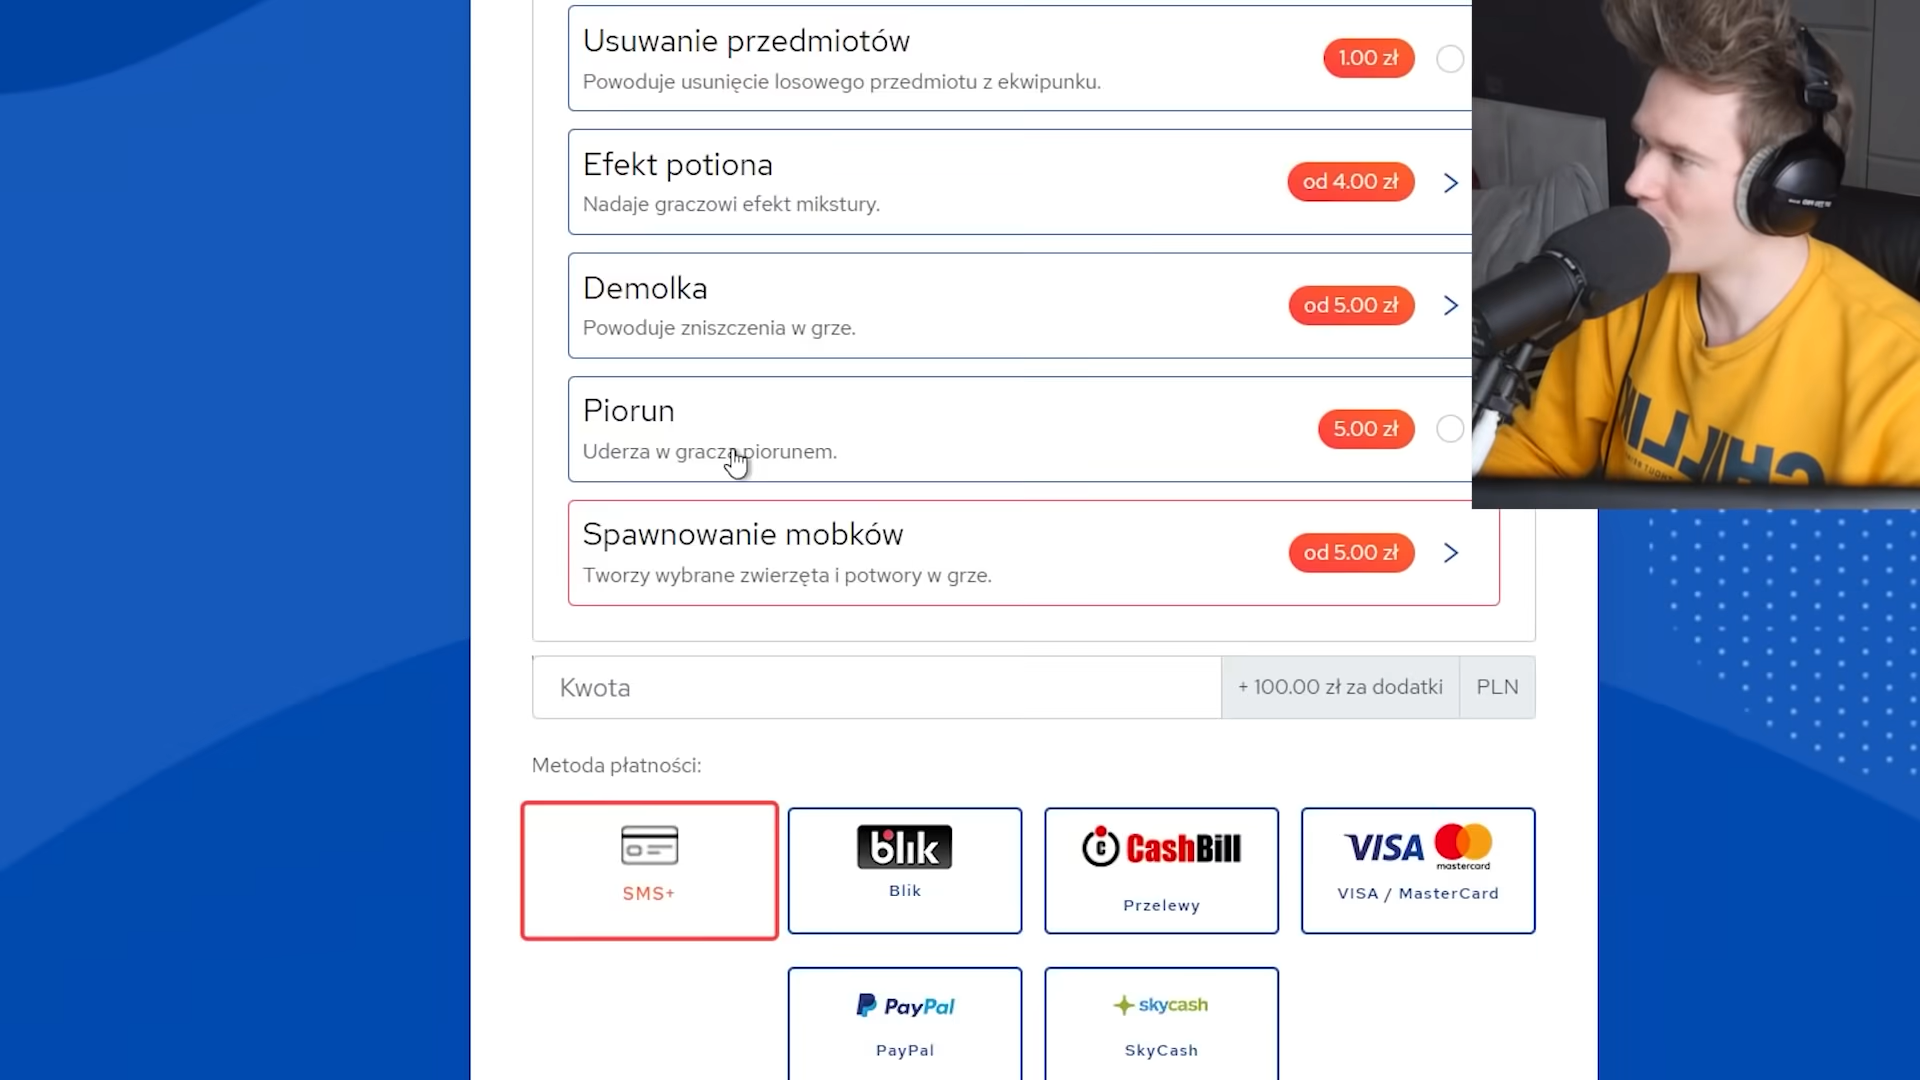 Usuwanie przedmiotów
1.00 zł
Powoduje usunięcie losowego przedmiotu z ekwipunku.
Efekt potiona
od 4.00 zł
Nadaje graczowi efekt mikstury.
Demolka
od 5.00 zł
Powoduje zniszczenia w grze.
Piorun
5.00 zł
Uderza w gracza piorunem.
Spawnowanie mobków
od 5.00 zł
Tworzy wybrane zwierzęta i potwory w grze.
Kwota
+ 100.00 zł za dodatki
PLN
Metoda płatności:
SMS+
blik
Blik
CashBill
Przelewy
VISA mastercard
VISA / MasterCard
PayPal
PayPal
skycash
SkyCash